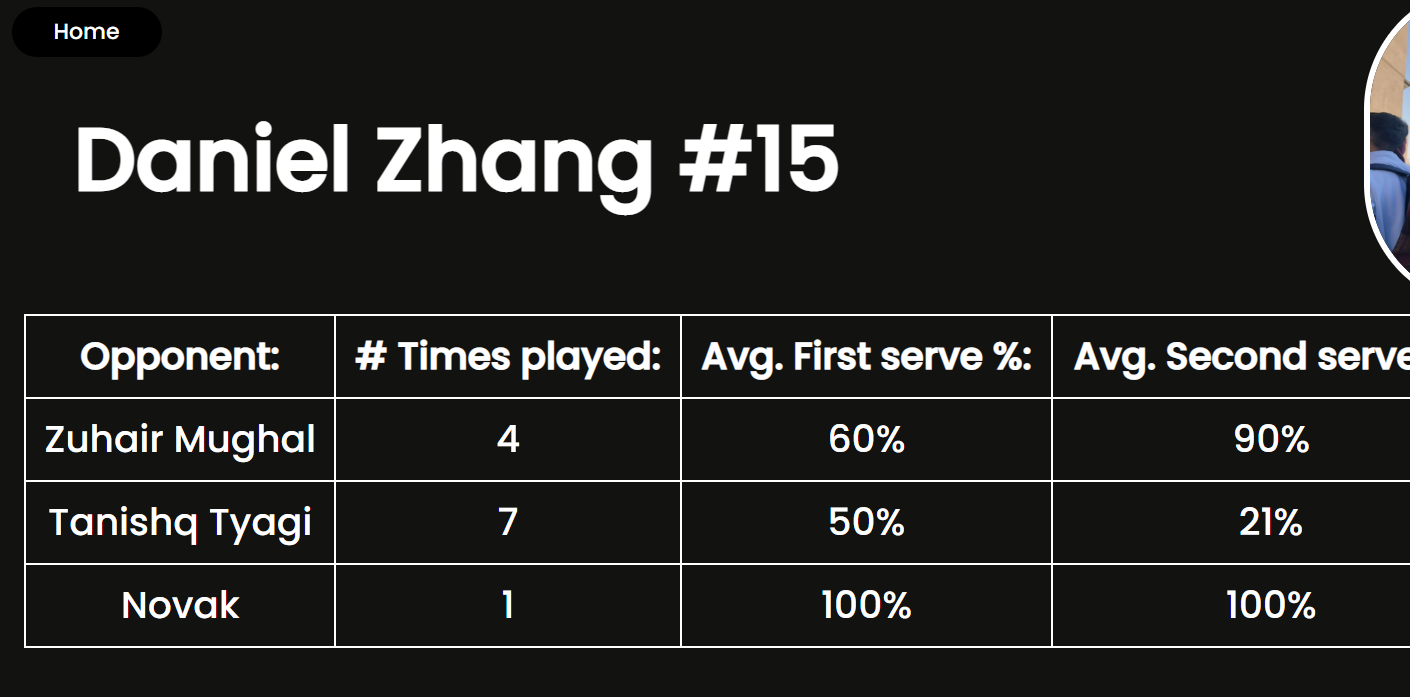 Home
Daniel Zhang #15
Opponent: # Times played: Avg. First serve %: Avg. Second serve
Zuhair Mughal 4 60% 90%
Tanishq Tyagi 7 50% 21%
Novak 1 100% 100%